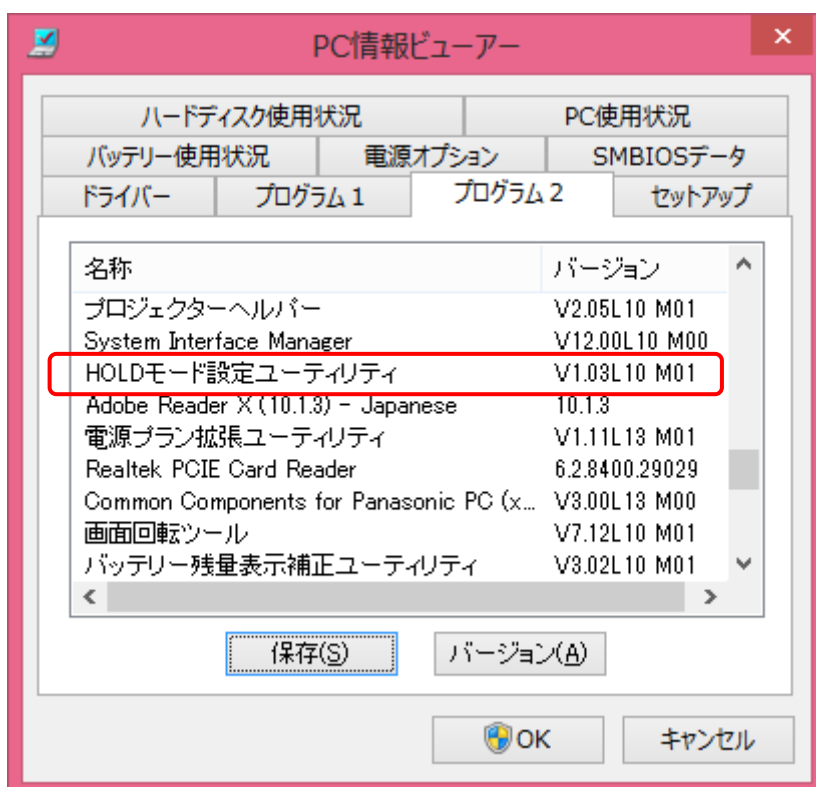 PC情報ビューアー
ハードディスク使用状況 PC使用状況
バッテリー使用状況 電源オプション SMBIOSデータ
ドライバー プログラム 1 プログラム 2 セットアップ
名称 バージョン
プロジェクターヘルパー V2.05L10 M01
System Interface Manager V12.00L10 M00
HOLDモード設定ユーティリティ V1.03L10 M01
Adobe Reader X (10.1.3) - Japanese 10.1.3
電源プラン拡張ユーティリティ V1.11L13 M01
Realtek PCIE Card Reader 6.2.8400.29029
Common Components for Panasonic PC (x... V3.00L13 M00
画面回転ツール V7.12L10 M01
バッテリー残量表示補正ユーティリティ V3.02L10 M01
保存(S) バージョン(A)
OK キャンセル